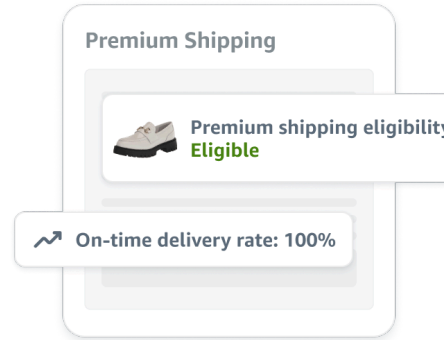 Premium Shipping
Premium shipping eligibility
Eligible
On-time delivery rate: 100%